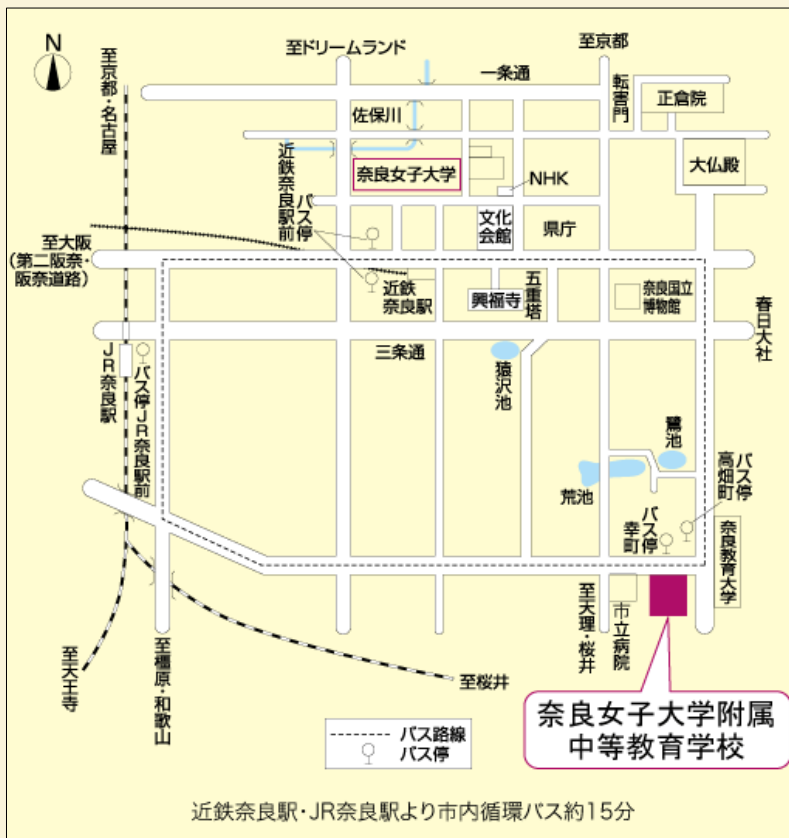 N
至ドリームランド
至京都
至京都・名古屋
一条通
転害門
正倉院
佐保川
近鉄奈良駅前
バス停
奈良女子大学
NHK
大仏殿
文化
会館
県庁
至大阪
(第二阪奈・
阪奈道路)
近鉄
奈良駅
興福寺
五重塔
奈良国立
博物館
春日大社
三条通
猿沢池
JR奈良駅
バス停JR奈良駅前
鷺池
荒池
バス停
高畑町
バス停
幸町
奈良教育大学
至天理・桜井
市立病院
至天王寺
至橿原・和歌山
至桜井
奈良女子大学附属
中等教育学校
バス路線
バス停
近鉄奈良駅・JR奈良駅より市内循環バス約15分